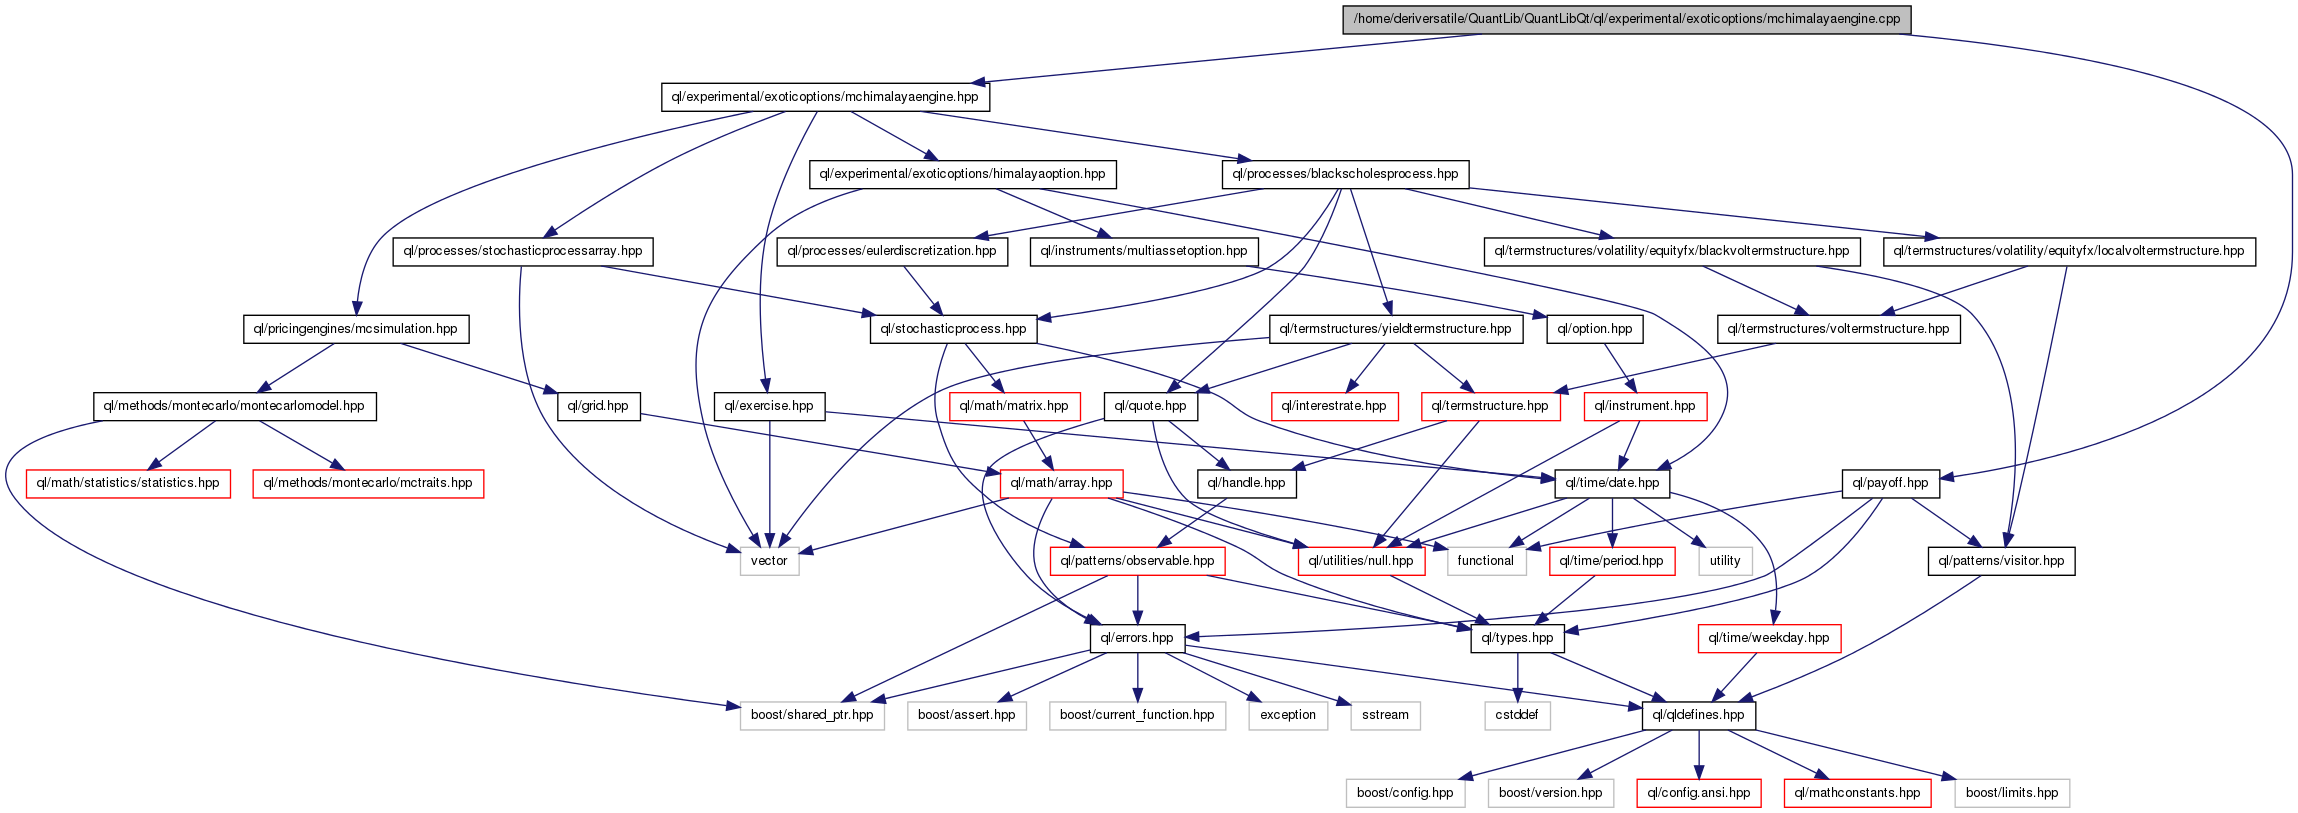 /home/deriversatile/QuantLib/QuantLibQt/ql/experimental/exoticoptions/mchimalayaengine.cpp
ql/experimental/exoticoptions/mchimalayaengine.hpp
ql/experimental/exoticoptions/himalayaoption.hpp
ql/processes/blackscholesprocess.hpp
ql/processes/stochasticprocessarray.hpp
ql/processes/eulerdiscretization.hpp
ql/instruments/multiassetoption.hpp
ql/termstructures/volatility/equityfx/blackvoltermstructure.hpp
ql/termstructures/volatility/equityfx/localvoltermstructure.hpp
ql/pricingengines/mcsimulation.hpp
ql/stochasticprocess.hpp
ql/termstructures/yieldtermstructure.hpp
ql/option.hpp
ql/termstructures/voltermstructure.hpp
ql/methods/montecarlo/montecarlomodel.hpp
ql/grid.hpp
ql/exercise.hpp
ql/math/matrix.hpp
ql/quote.hpp
ql/interestrate.hpp
ql/termstructure.hpp
ql/instrument.hpp
ql/math/statistics/statistics.hpp
ql/methods/montecarlo/mctraits.hpp
ql/math/array.hpp
ql/handle.hpp
ql/time/date.hpp
ql/payoff.hpp
vector
ql/patterns/observable.hpp
ql/utilities/null.hpp
functional
ql/time/period.hpp
utility
ql/patterns/visitor.hpp
ql/errors.hpp
ql/types.hpp
ql/time/weekday.hpp
boost/shared_ptr.hpp
boost/assert.hpp
boost/current_function.hpp
exception
sstream
cstddef
ql/qldefines.hpp
boost/config.hpp
boost/version.hpp
ql/config.ansi.hpp
ql/mathconstants.hpp
boost/limits.hpp